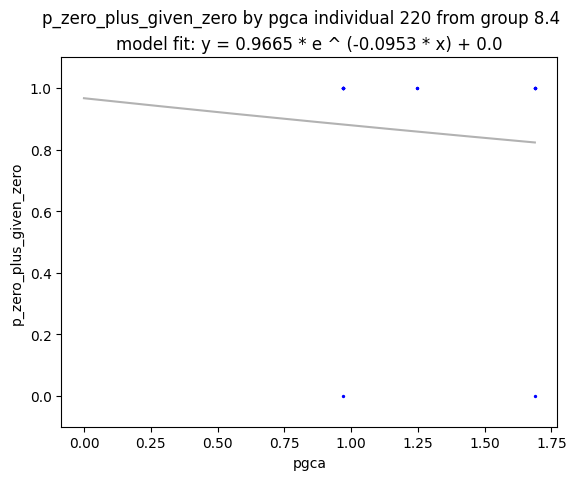 p_zero_plus_given_zero by pgca individual 220 from group 8.4
model fit: y = 0.9665 * e ^ (-0.0953 * x) + 0.0
1.0
0.8
0.6
0.4
0.2
0.0
p_zero_plus_given_zero
0.00 0.25 0.50 0.75 1.00 1.25 1.50 1.75
pgca